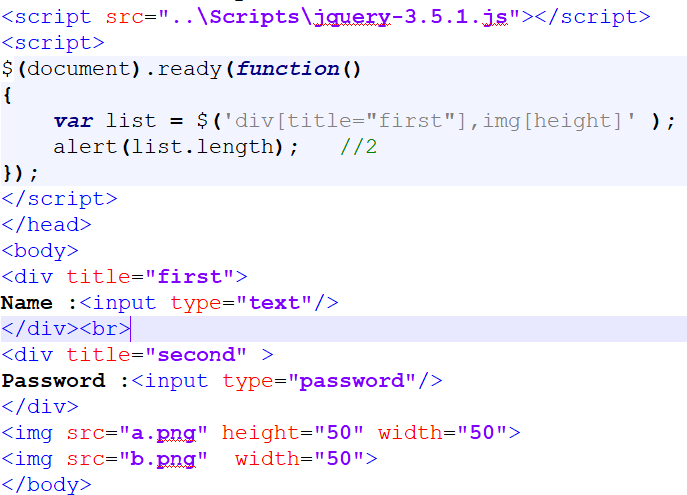 <script src="..\Scripts\jquery-3.5.1.js"></script>
<script>
$(document).ready(function()
{
    var list = $('div[title="first"],img[height]' );
    alert(list.length);   //2
});
</script>
</head>
<body>
<div title="first">
Name :<input type="text"/>
</div><br>
<div title="second" >
Password :<input type="password"/>
</div>
<img src="a.png" height="50" width="50">
<img src="b.png"  width="50">
</body>